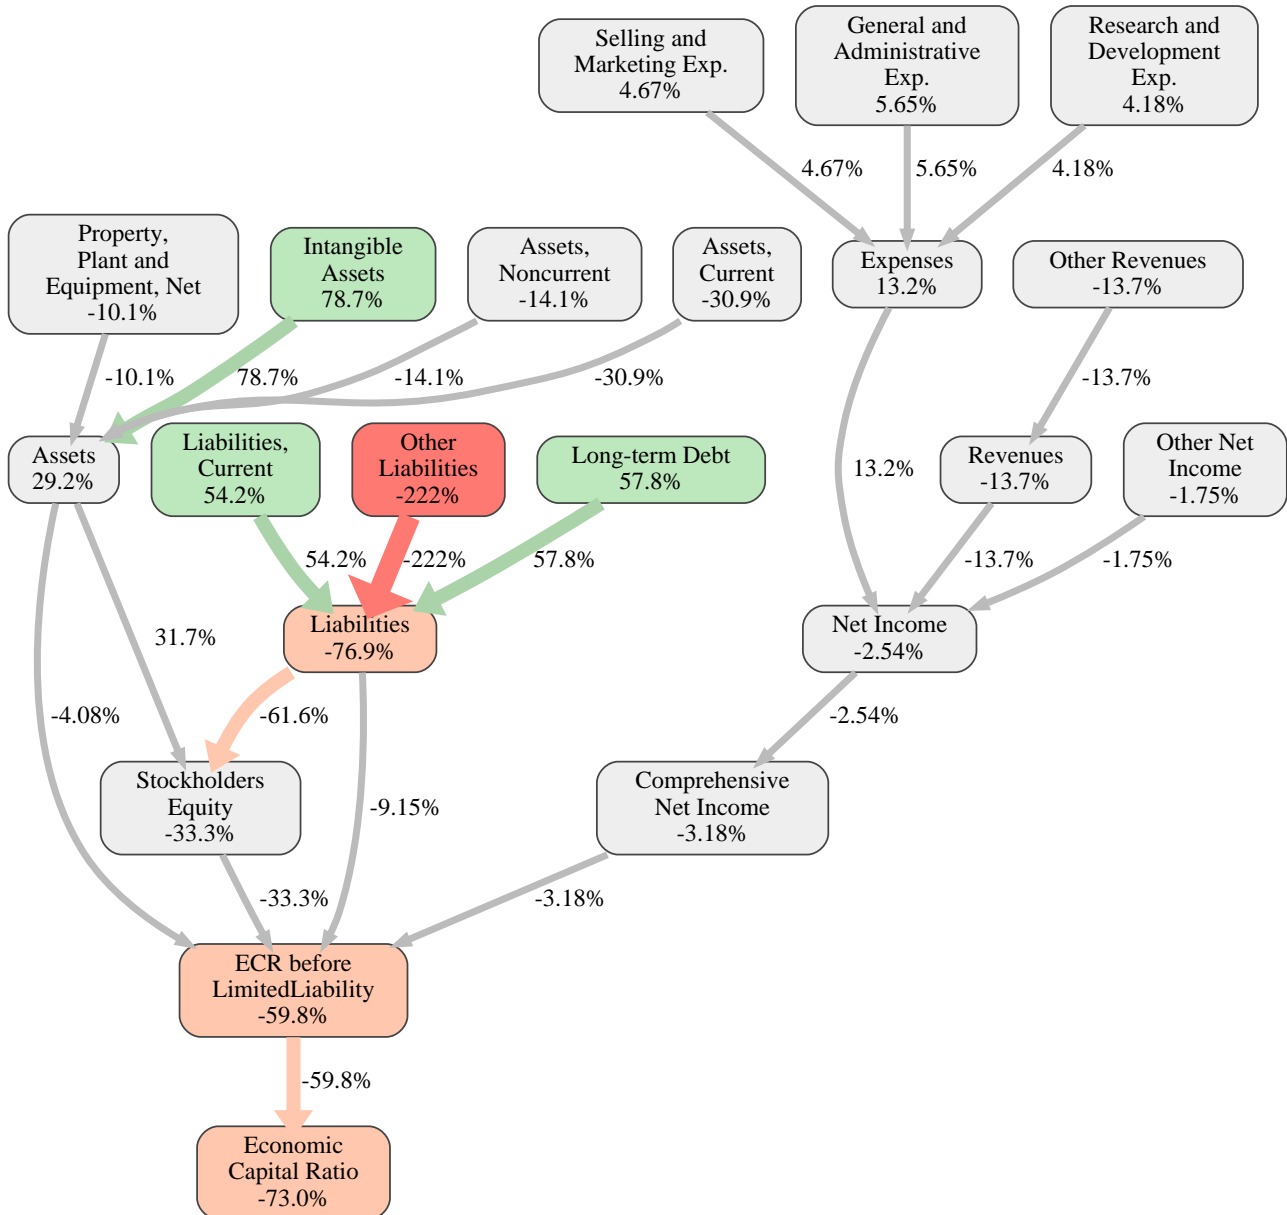 Selling and
Marketing Exp.
4.67%
General and
Administrative
Exp.
5.65%
Research and
Development
Exp.
4.18%
4.67%
5.65%
4.18%
Property,
Plant and
Equipment, Net
-10.1%
Intangible
Assets
78.7%
Assets,
Noncurrent
-14.1%
Assets,
Current
-30.9%
Expenses
13.2%
Other Revenues
-13.7%
-10.1%
78.7%
-14.1%
-30.9%
-13.7%
Assets
29.2%
Liabilities,
Current
54.2%
Other
Liabilities
-222%
Long-term Debt
57.8%
13.2%
Revenues
-13.7%
Other Net
Income
-1.75%
54.2%
-222%
57.8%
-13.7%
-1.75%
31.7%
Liabilities
-76.9%
Net Income
-2.54%
-4.08%
-61.6%
-2.54%
Stockholders
Equity
-33.3%
-9.15%
Comprehensive
Net Income
-3.18%
-33.3%
-3.18%
ECR before
LimitedLiability
-59.8%
-59.8%
Economic
Capital Ratio
-73.0%